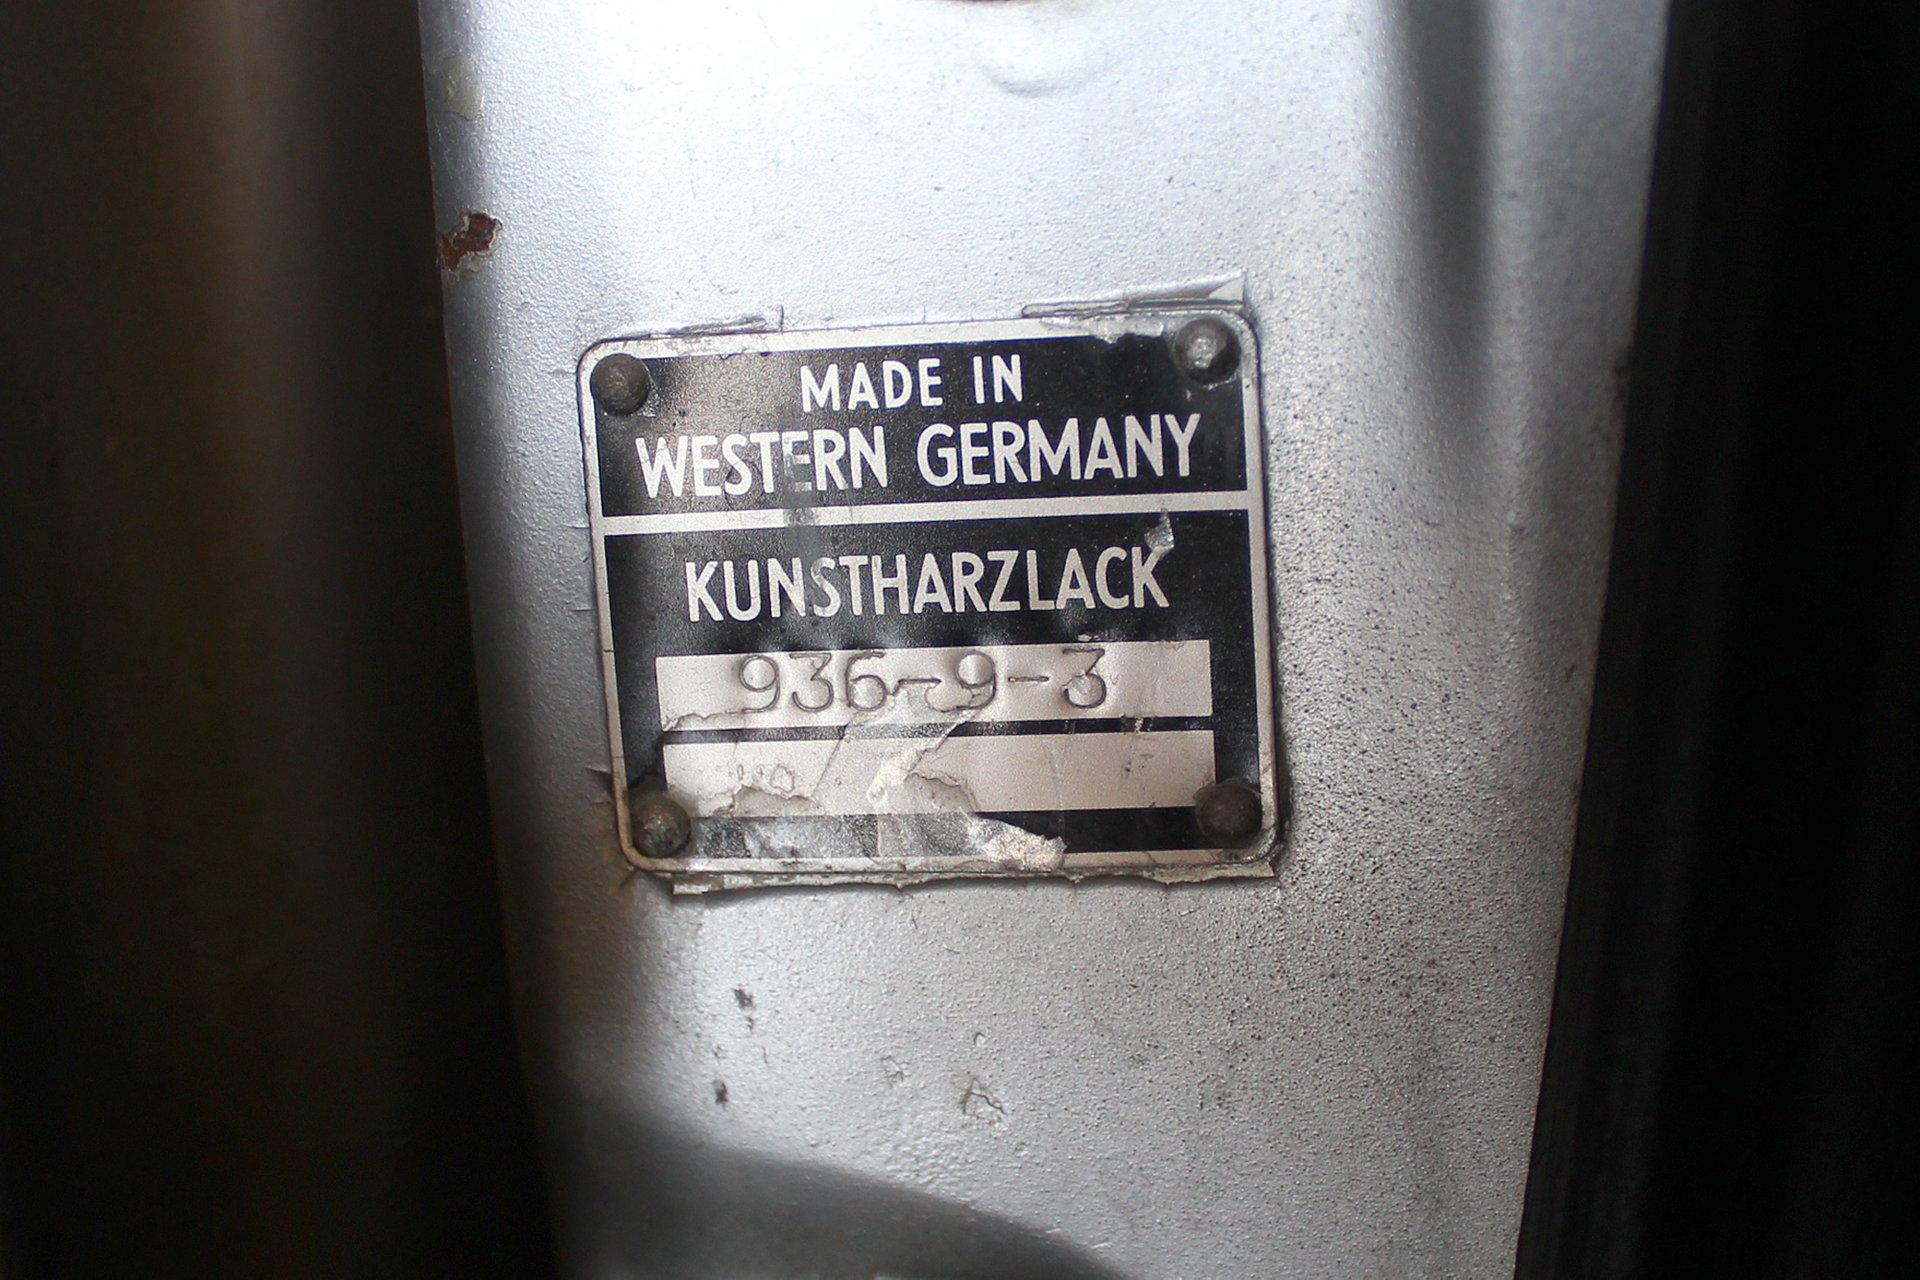 MADE IN
WESTERN GERMANY
KUNSTHARZLACK
936-9-3